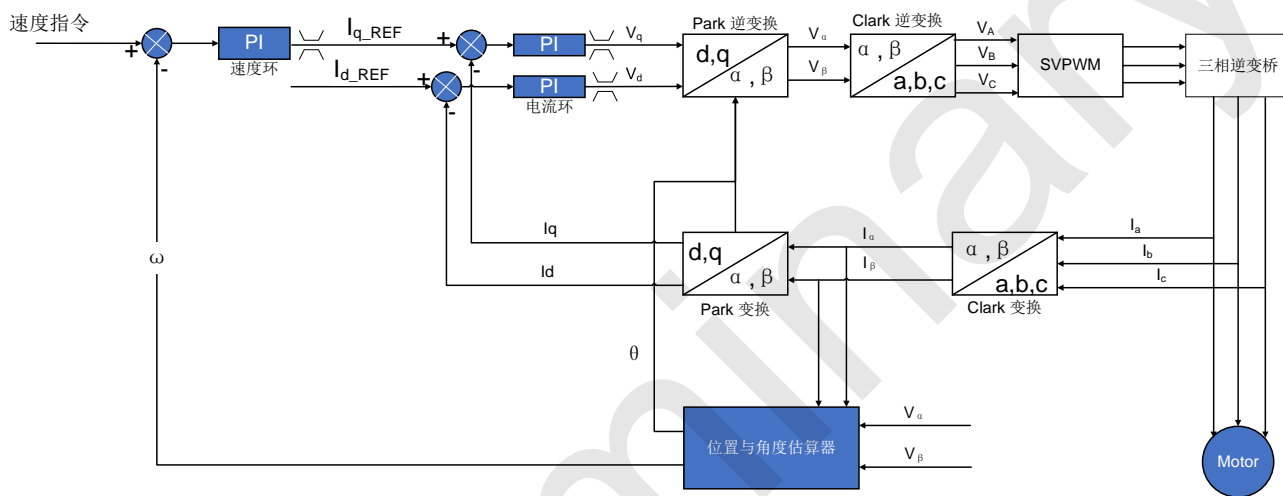 速度指令
+
-
PI
速度环
I_q_REF
I_d_REF
+
-
+
-
PI
PI
电流环
V_q
V_d
Park 逆变换
d,q
α , β
V_α
V_β
Clark 逆变换
α , β
a,b,c
V_A
V_B
V_C
SVPWM
三相逆变桥
ω
Iq
Id
d,q
α , β
Park 变换
I_α
I_β
α , β
a,b,c
Clark 变换
I_a
I_b
I_c
θ
位置与角度估算器
V_α
V_β
Motor
minary